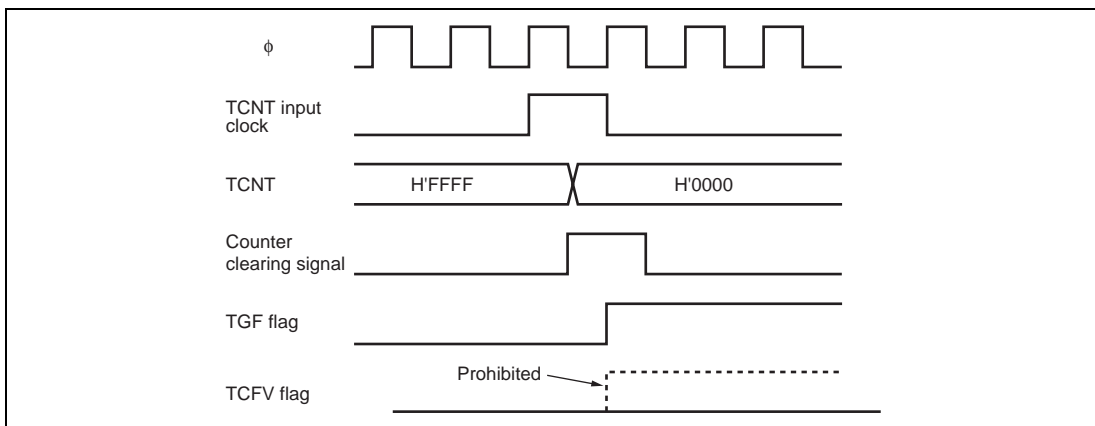 ϕ
TCNT input
clock
TCNT
H'FFFF
H'0000
Counter
clearing signal
TGF flag
Prohibited
TCFV flag